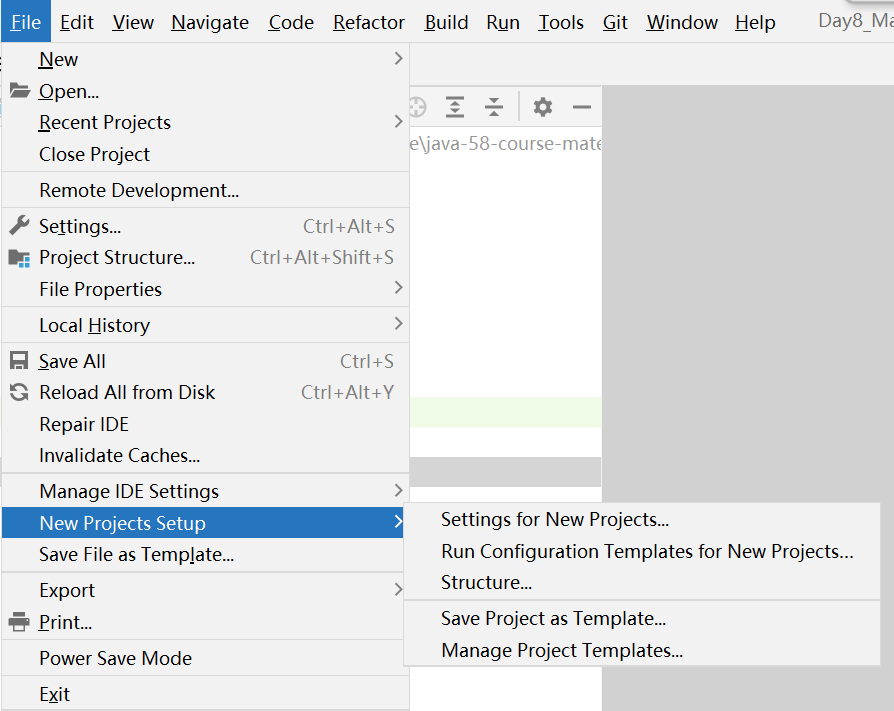 File Edit View Navigate Code Refactor Build Run Tools Git Window Help
New
Open...
e\java-58-course-mate
Recent Projects
Close Project
Remote Development...
Settings... Ctrl+Alt+S
Project Structure... Ctrl+Alt+Shift+S
File Properties
Local History
Save All Ctrl+S
Reload All from Disk Ctrl+Alt+Y
Repair IDE
Invalidate Caches...
Manage IDE Settings
New Projects Setup
Save File as Template...
Export
Print...
Power Save Mode
Exit
Settings for New Projects...
Run Configuration Templates for New Projects...
Structure...
Save Project as Template...
Manage Project Templates...